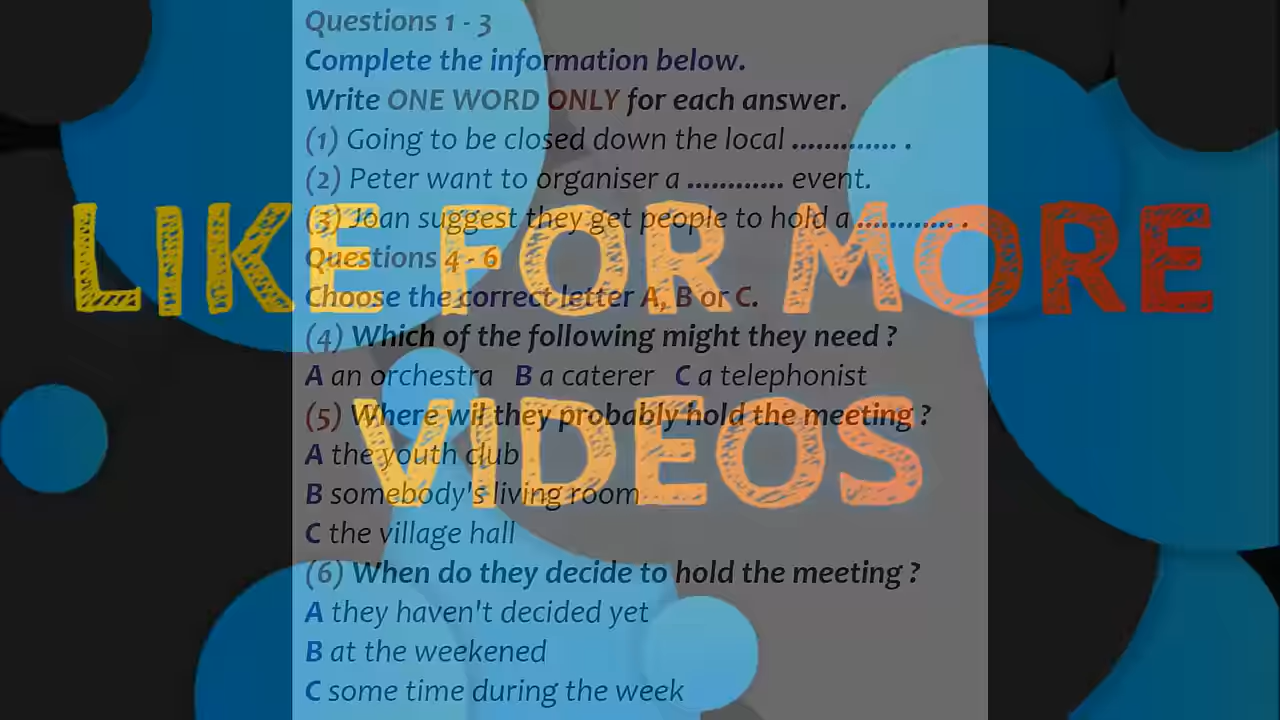 Questions 1 - 3
Complete the information below.
Write ONE WORD ONLY for each answer.
(1) Going to be closed down the local ............. .
(2) Peter want to organiser a ............ event.
(3) Joan suggest they get people to hold a ............ .
LIKE FOR MORE
Questions 4 - 6
Choose the correct letter A, B or C.
(4) Which of the following might they need ?
A an orchestra B a caterer C a telephonist
(5) Where wil they probably hold the meeting ?
VIDEOS
A the youth club
B somebody's living room
C the village hall
(6) When do they decide to hold the meeting ?
A they haven't decided yet
B at the weekened
C some time during the week